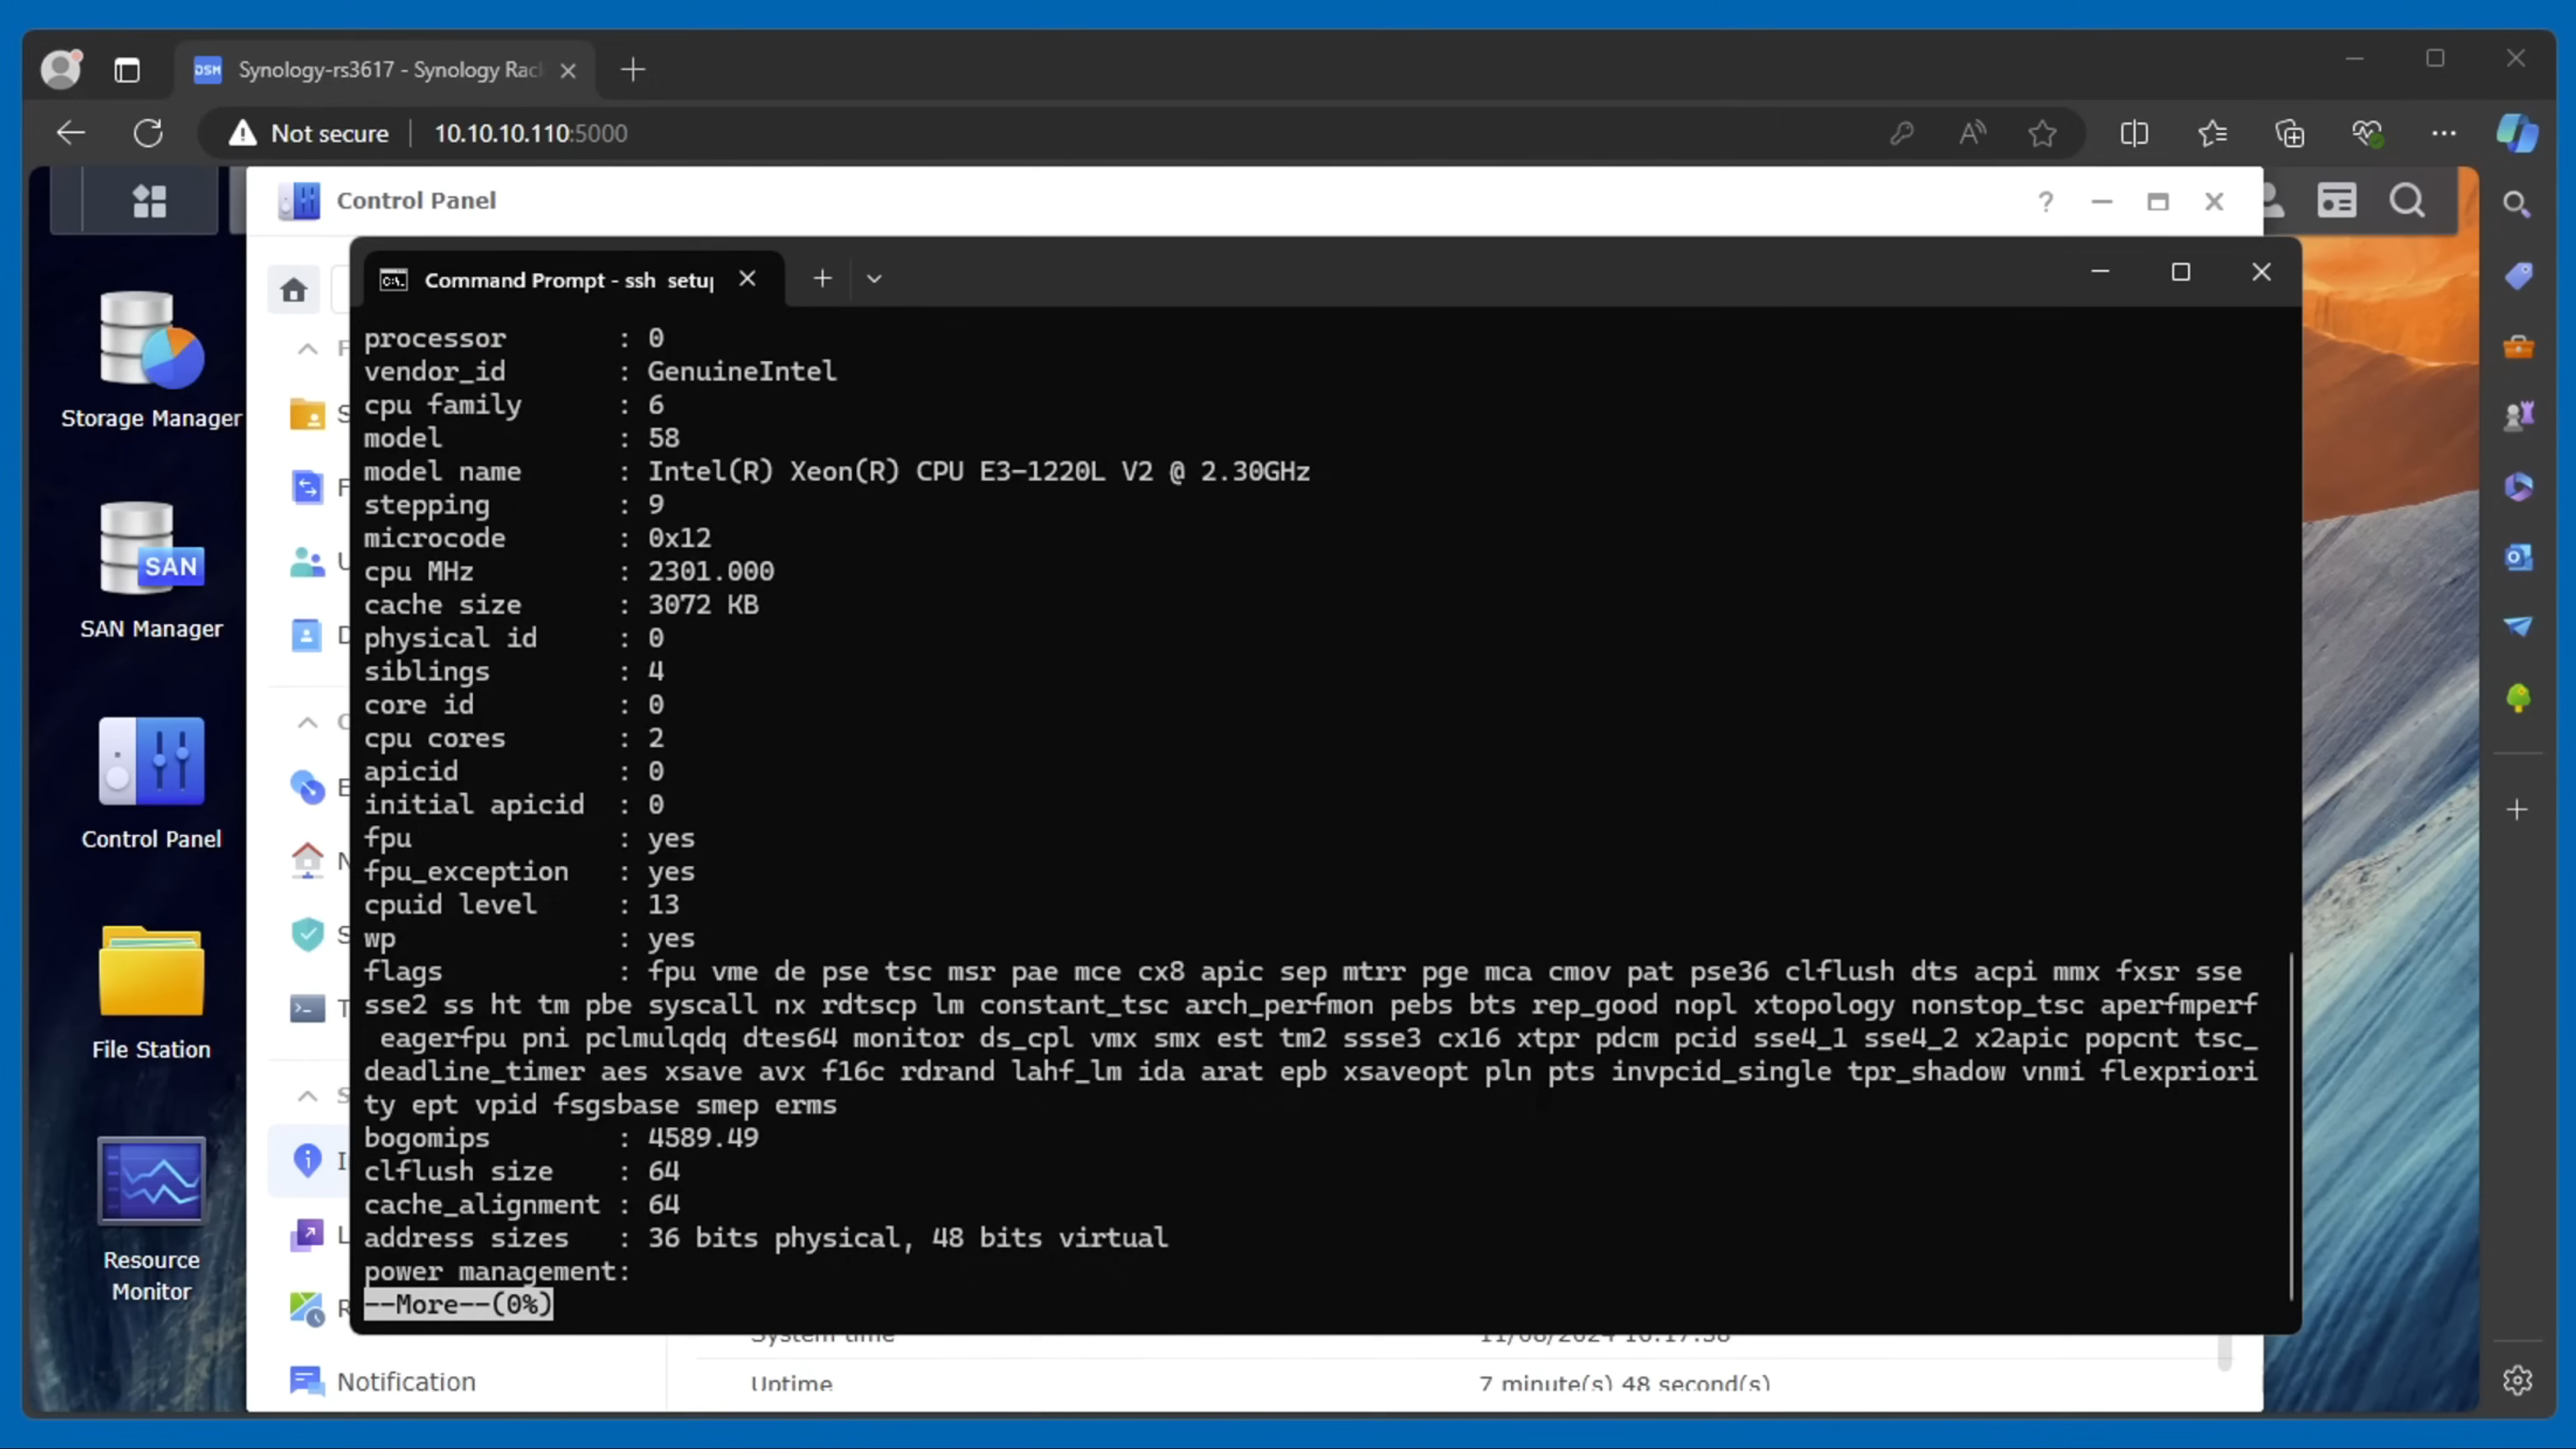 Synology-rs3617 - Synology Rac
Not secure
10.10.10.110:5000
Control Panel
Command Prompt - ssh setup
Storage Manager
SAN
SAN Manager
Control Panel
File Station
Resource
Monitor
processor : 0
vendor_id : GenuineIntel
cpu family : 6
model : 58
model name : Intel(R) Xeon(R) CPU E3-1220L V2 @ 2.30GHz
stepping : 9
microcode : 0x12
cpu MHz : 2301.000
cache size : 3072 KB
physical id : 0
siblings : 4
core id : 0
cpu cores : 2
apicid : 0
initial apicid : 0
fpu : yes
fpu_exception : yes
cpuid level : 13
wp : yes
flags : fpu vme de pse tsc msr pae mce cx8 apic sep mtrr pge mca cmov pat pse36 clflush dts acpi mmx fxsr sse
sse2 ss ht tm pbe syscall nx rdtscp lm constant_tsc arch_perfmon pebs bts rep_good nopl xtopology nonstop_tsc aperfmperf
eagerfpu pni pclmulqdq dtes64 monitor ds_cpl vmx smx est tm2 ssse3 cx16 xtpr pdcm pcid sse4_1 sse4_2 x2apic popcnt tsc_
deadline_timer aes xsave avx f16c rdrand lahf_lm ida arat epb xsaveopt pln pts invpcid_single tpr_shadow vnmi flexpriori
ty ept vpid fsgsbase smep erms
bogomips : 4589.49
clflush size : 64
cache_alignment : 64
address sizes : 36 bits physical, 48 bits virtual
power management:
--More--(0%)
System time 11/08/2024 10:17:38
Notification
Uptime 7 minute(s) 48 second(s)